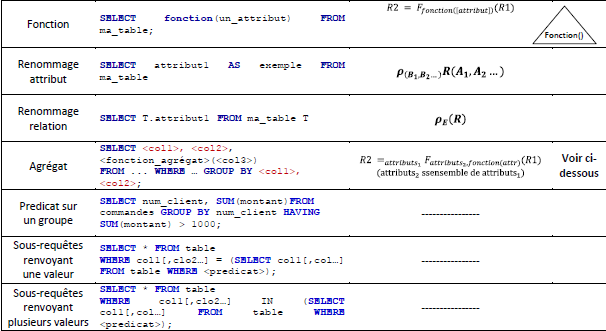 Fonction
SELECT fonction(un_attribut) FROM
ma_table;
R2 = F_fonction([attribut])(R1)
Fonction()
Renommage
attribut
SELECT attribut1 AS exemple FROM
ma_table
ρ(B1,B2…)R(A1,A2 …)
Renommage
relation
SELECT T.attribut1 FROM ma_table T
ρE(R)
Agrégat
SELECT <col1>, <col2>,
<fonction_agrégat>(<col3>)
FROM ... WHERE … GROUP BY <col1>,
<col2>;
R2 =attributs1 Fattributs2,fonction(attr)(R1)
(attributs2 ssensemble de attributs1)
Voir ci-
dessous
Predicat sur
un groupe
SELECT num_client, SUM(montant)FROM
commandes GROUP BY num_client HAVING
SUM(montant) > 1000;
---------------
Sous-requêtes
renvoyant
une valeur
SELECT * FROM table
WHERE col1[,clo2…] = (SELECT col1[,col…]
FROM table WHERE <predicat>);
---------------
Sous-requêtes
renvoyant
plusieurs valeurs
SELECT * FROM table
WHERE col1[,clo2…] IN (SELECT
col1[,col…] FROM table WHERE
<predicat>);
---------------